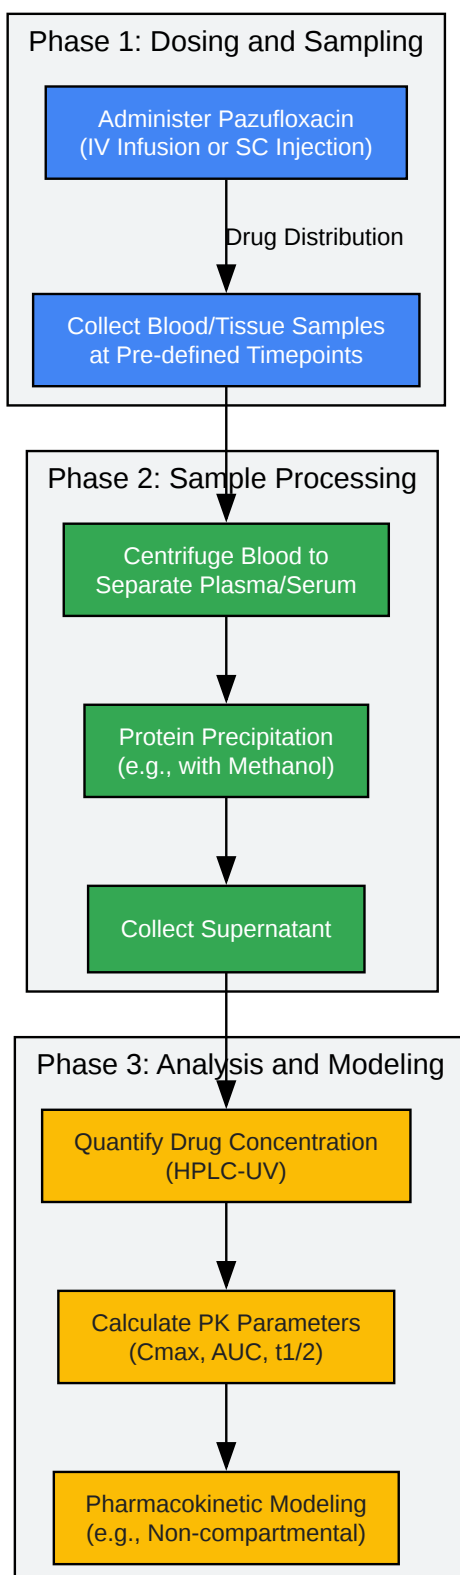 Phase 1: Dosing and Sampling
Administer Pazufloxacin
(IV Infusion or SC Injection)
Drug Distribution
Collect Blood/Tissue Samples
at Pre-defined Timepoints
Phase 2: Sample Processing
Centrifuge Blood to
Separate Plasma/Serum
Protein Precipitation
(e.g., with Methanol)
Collect Supernatant
Phase 3: Analysis and Modeling
Quantify Drug Concentration
(HPLC-UV)
Calculate PK Parameters
(Cmax, AUC, t1/2)
Pharmacokinetic Modeling
(e.g., Non-compartmental)